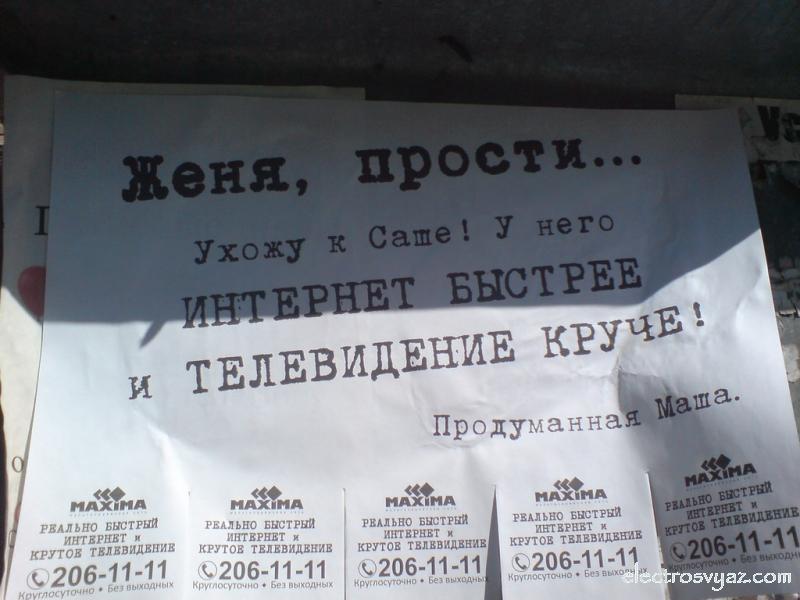 Женя, прости...
Ухожу к Саше! У него
ИНТЕРНЕТ БЫСТРЕЕ
и ТЕЛЕВИДЕНИЕ КРУЧЕ!
Продуманная Маша.
MAXIMA
РЕАЛЬНО БЫСТРЫЙ
ИНТЕРНЕТ и
КРУТОЕ ТЕЛЕВИДЕНИЕ
206-11-11
Круглосуточно • Без выходных
MAXIMA
РЕАЛЬНО БЫСТРЫЙ
ИНТЕРНЕТ и
КРУТОЕ ТЕЛЕВИДЕНИЕ
206-11-11
Круглосуточно • Без выходных
MAXIMA
РЕАЛЬНО БЫСТРЫЙ
ИНТЕРНЕТ и
КРУТОЕ ТЕЛЕВИДЕНИЕ
206-11-11
Круглосуточно • Без выходных
MAXIMA
РЕАЛЬНО БЫСТРЫЙ
ИНТЕРНЕТ и
КРУТОЕ ТЕЛЕВИДЕНИЕ
206-11-11
Круглосуточно • Без выходных
MAXIMA
РЕАЛЬНО БЫСТРЫЙ
ИНТЕРНЕТ и
КРУТОЕ ТЕЛЕВИДЕНИЕ
206-11-11
Круглосуточно • Без выходных
electrosvyaz.com